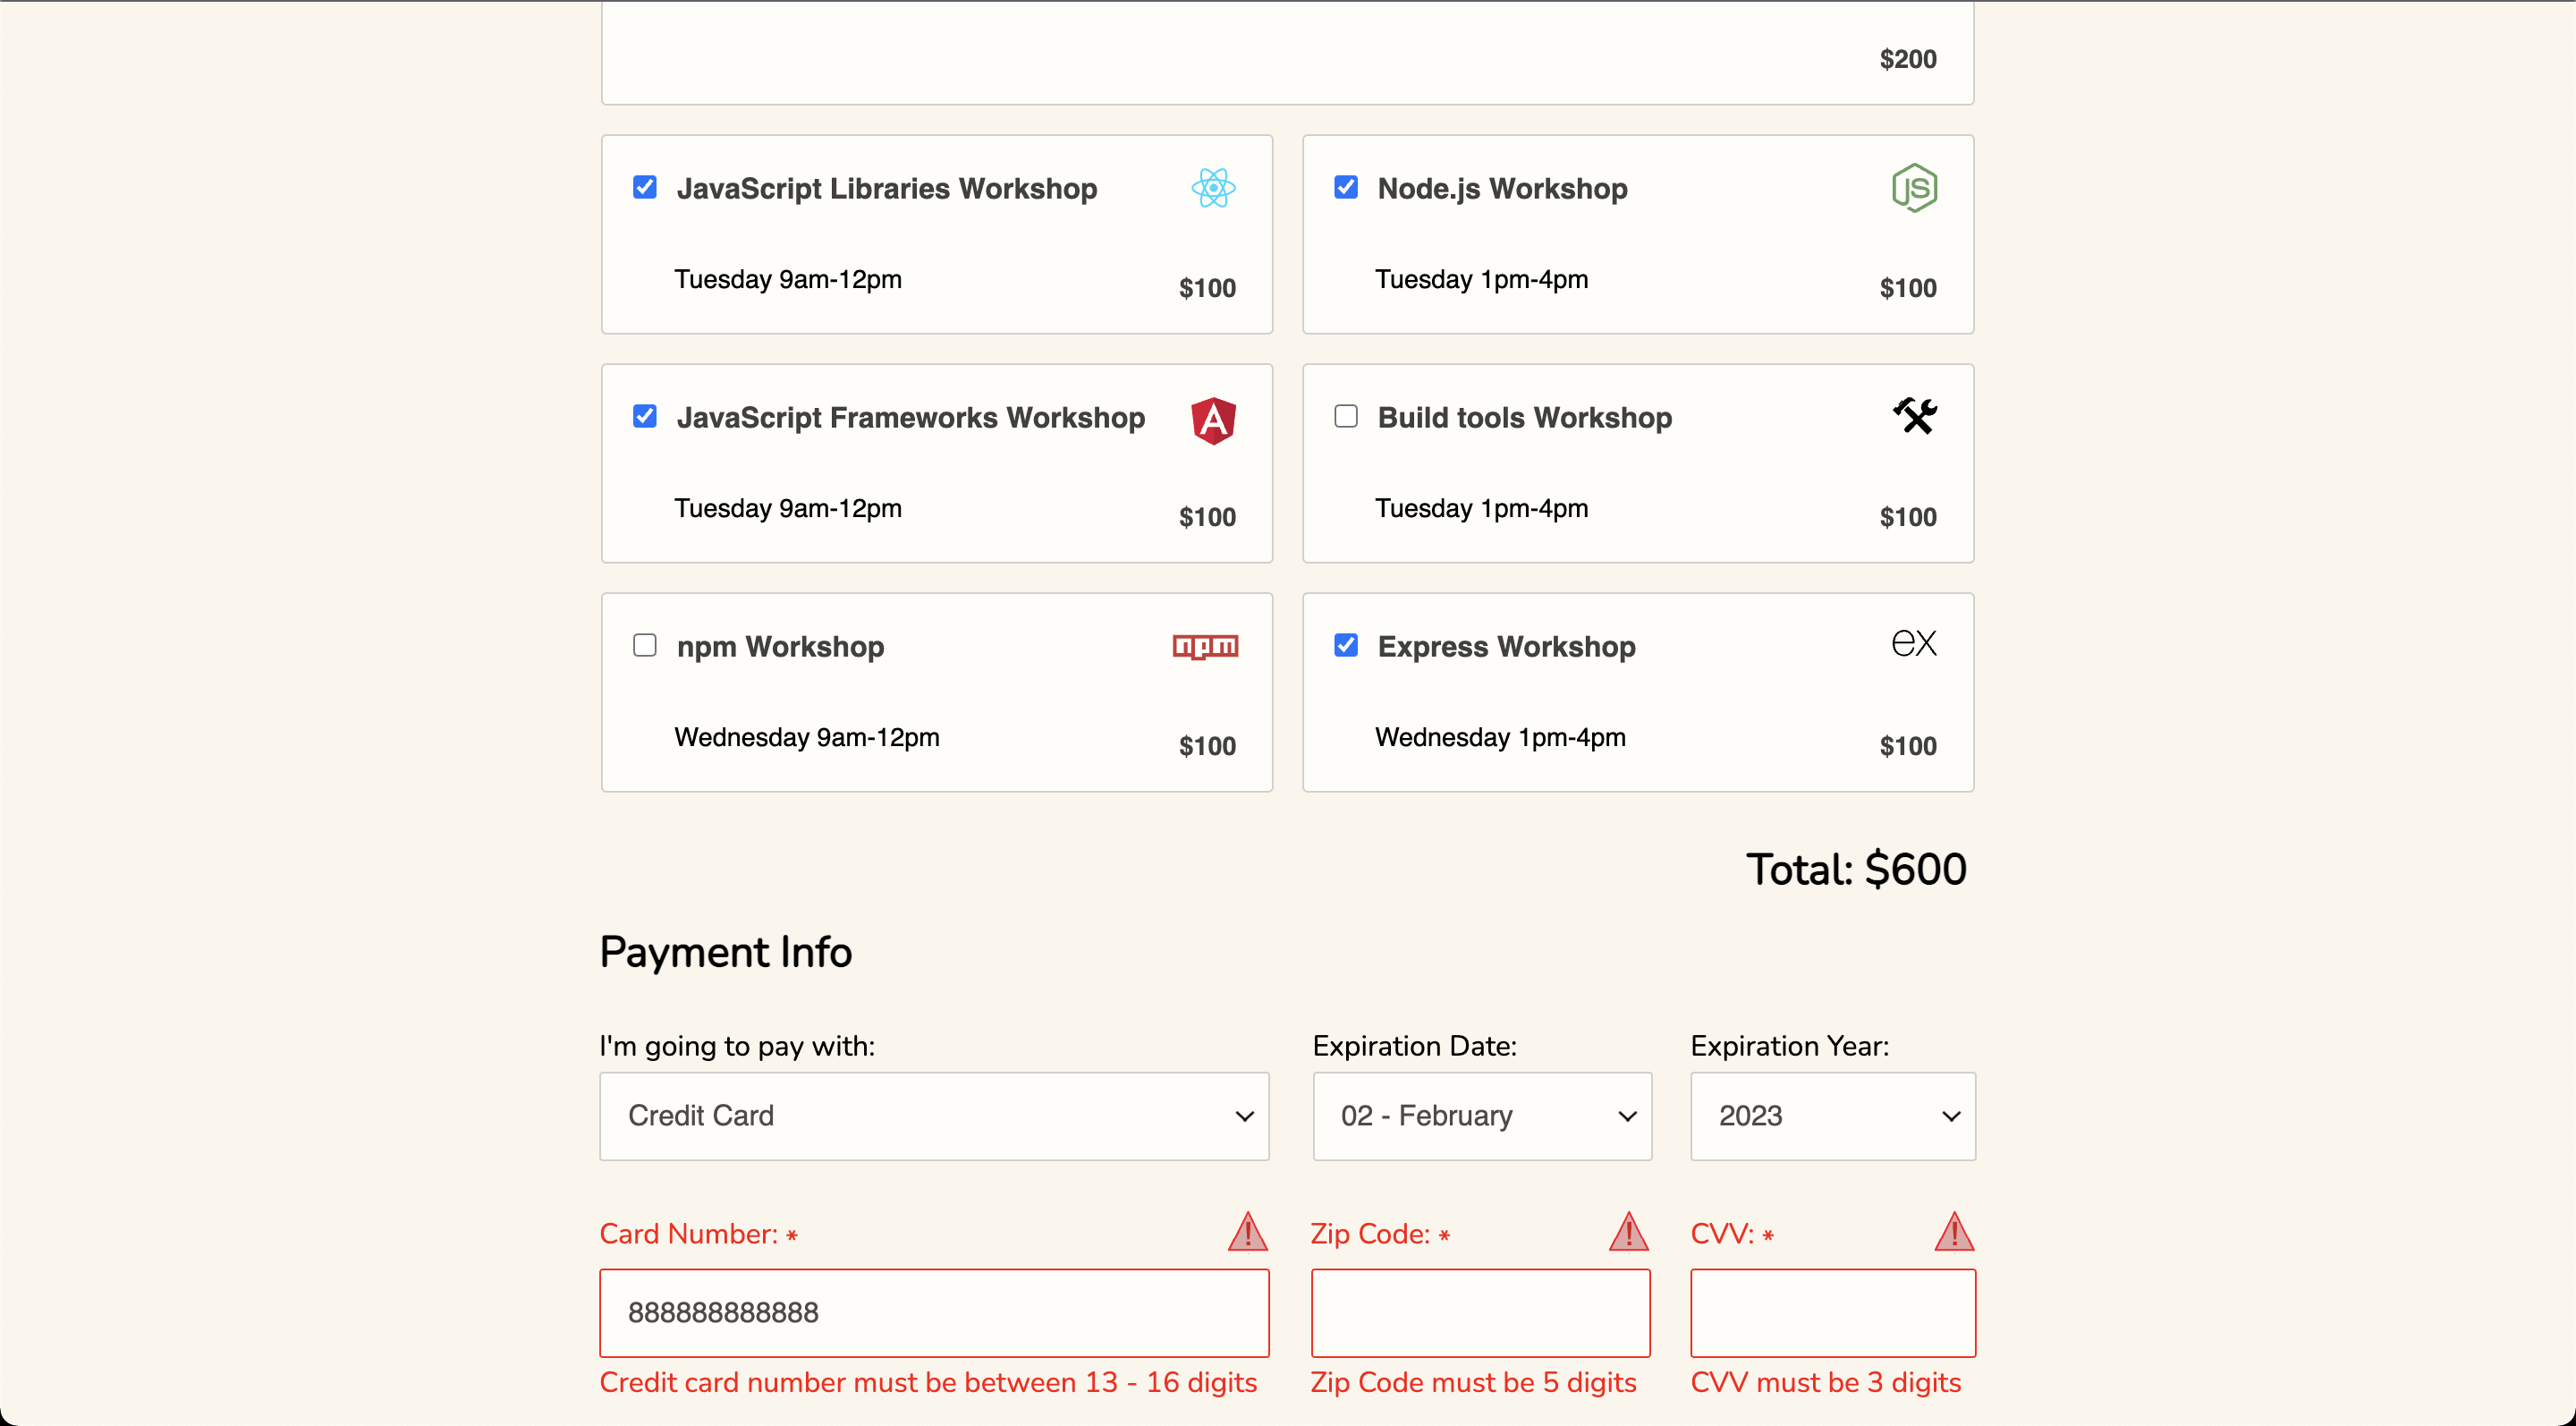 $200
JavaScript Libraries Workshop
Tuesday 9am-12pm
$100
Node.js Workshop
JS
Tuesday 1pm-4pm
$100
JavaScript Frameworks Workshop
A
Tuesday 9am-12pm
$100
Build tools Workshop
Tuesday 1pm-4pm
$100
npm Workshop
npm
Wednesday 9am-12pm
$100
Express Workshop
ex
Wednesday 1pm-4pm
$100
Total: $600
Payment Info
I'm going to pay with:
Credit Card
Expiration Date:
02 - February
Expiration Year:
2023
Card Number: *
888888888888
Credit card number must be between 13 - 16 digits
Zip Code: *
Zip Code must be 5 digits
CVV: *
CVV must be 3 digits